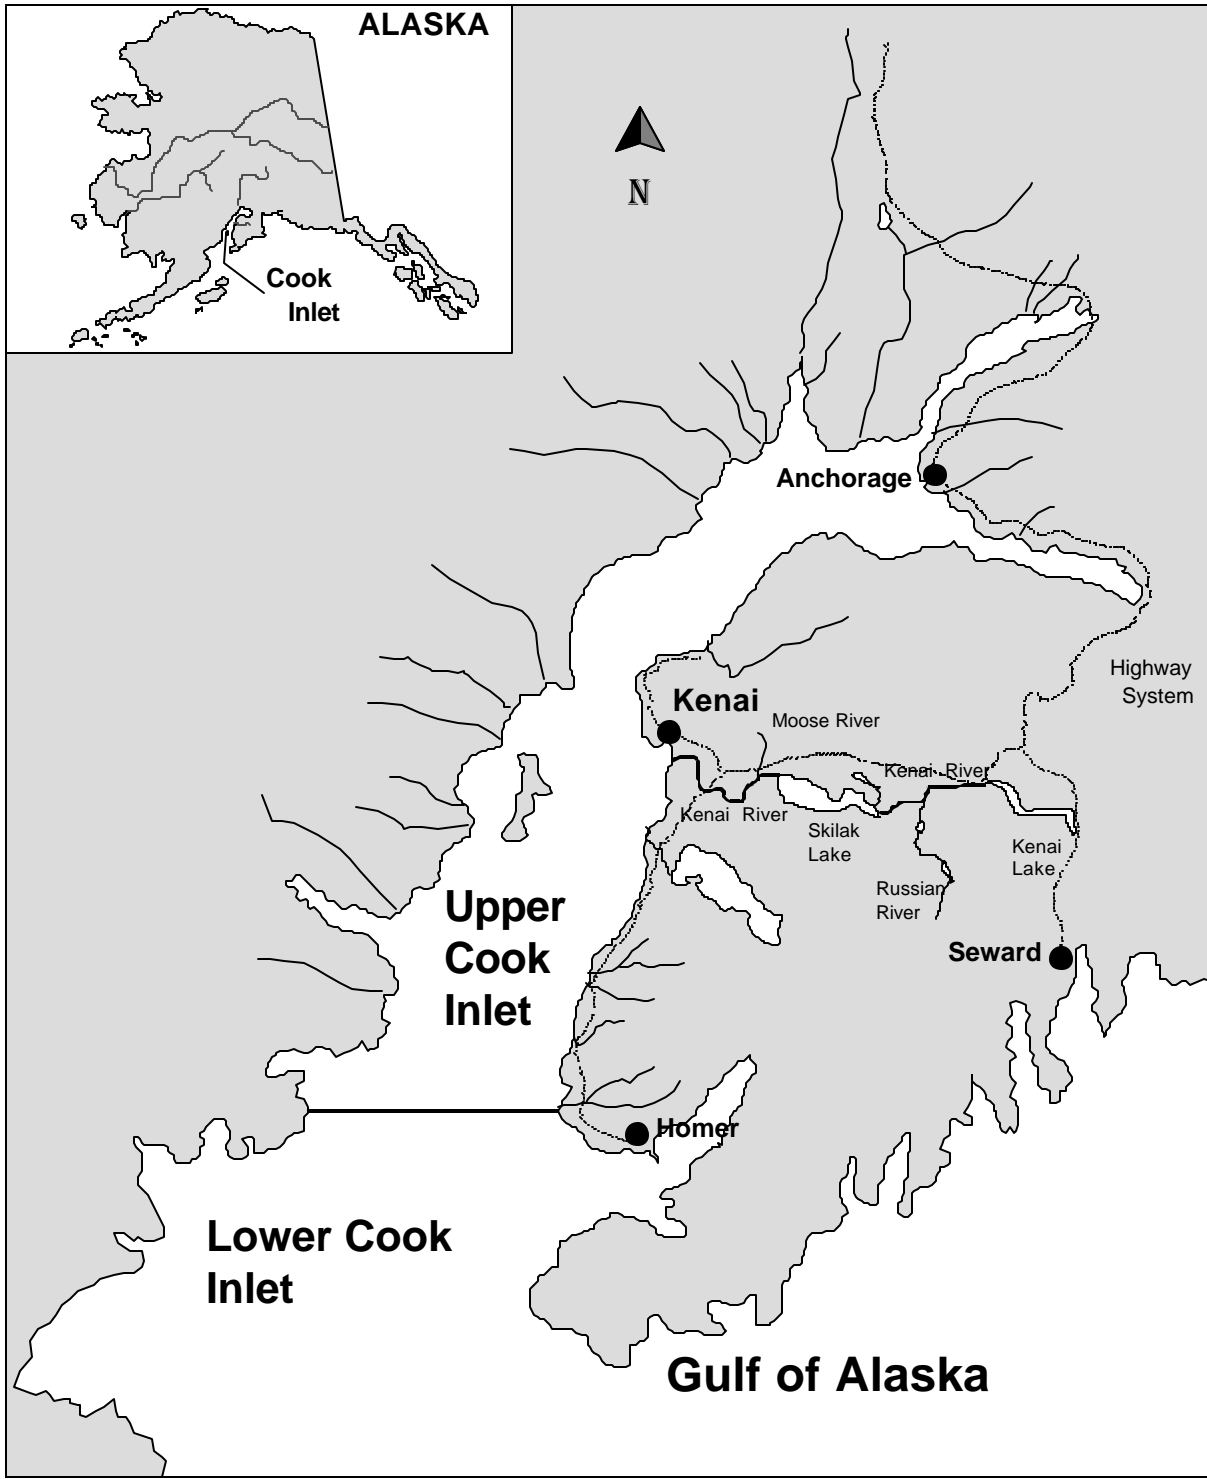 ALASKA
Cook
Inlet
N
Anchorage
Highway
System
Kenai
Moose River
Kenai River
Kenai River
Skilak
Lake
Kenai
Lake
Russian
River
Upper
Cook
Inlet
Seward
Homer
Lower Cook
Inlet
Gulf of Alaska